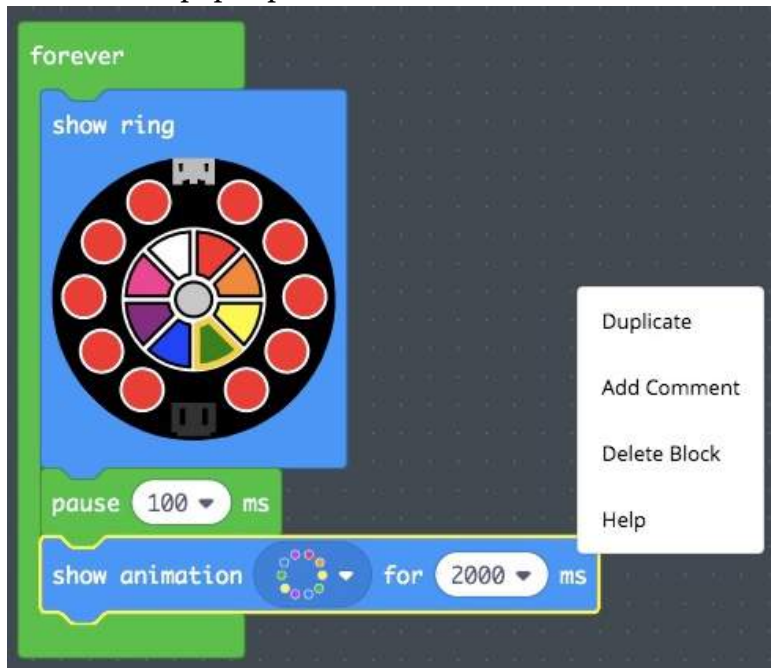 forever
show ring
pause 100 ms
show animation for 2000 ms
Duplicate
Add Comment
Delete Block
Help